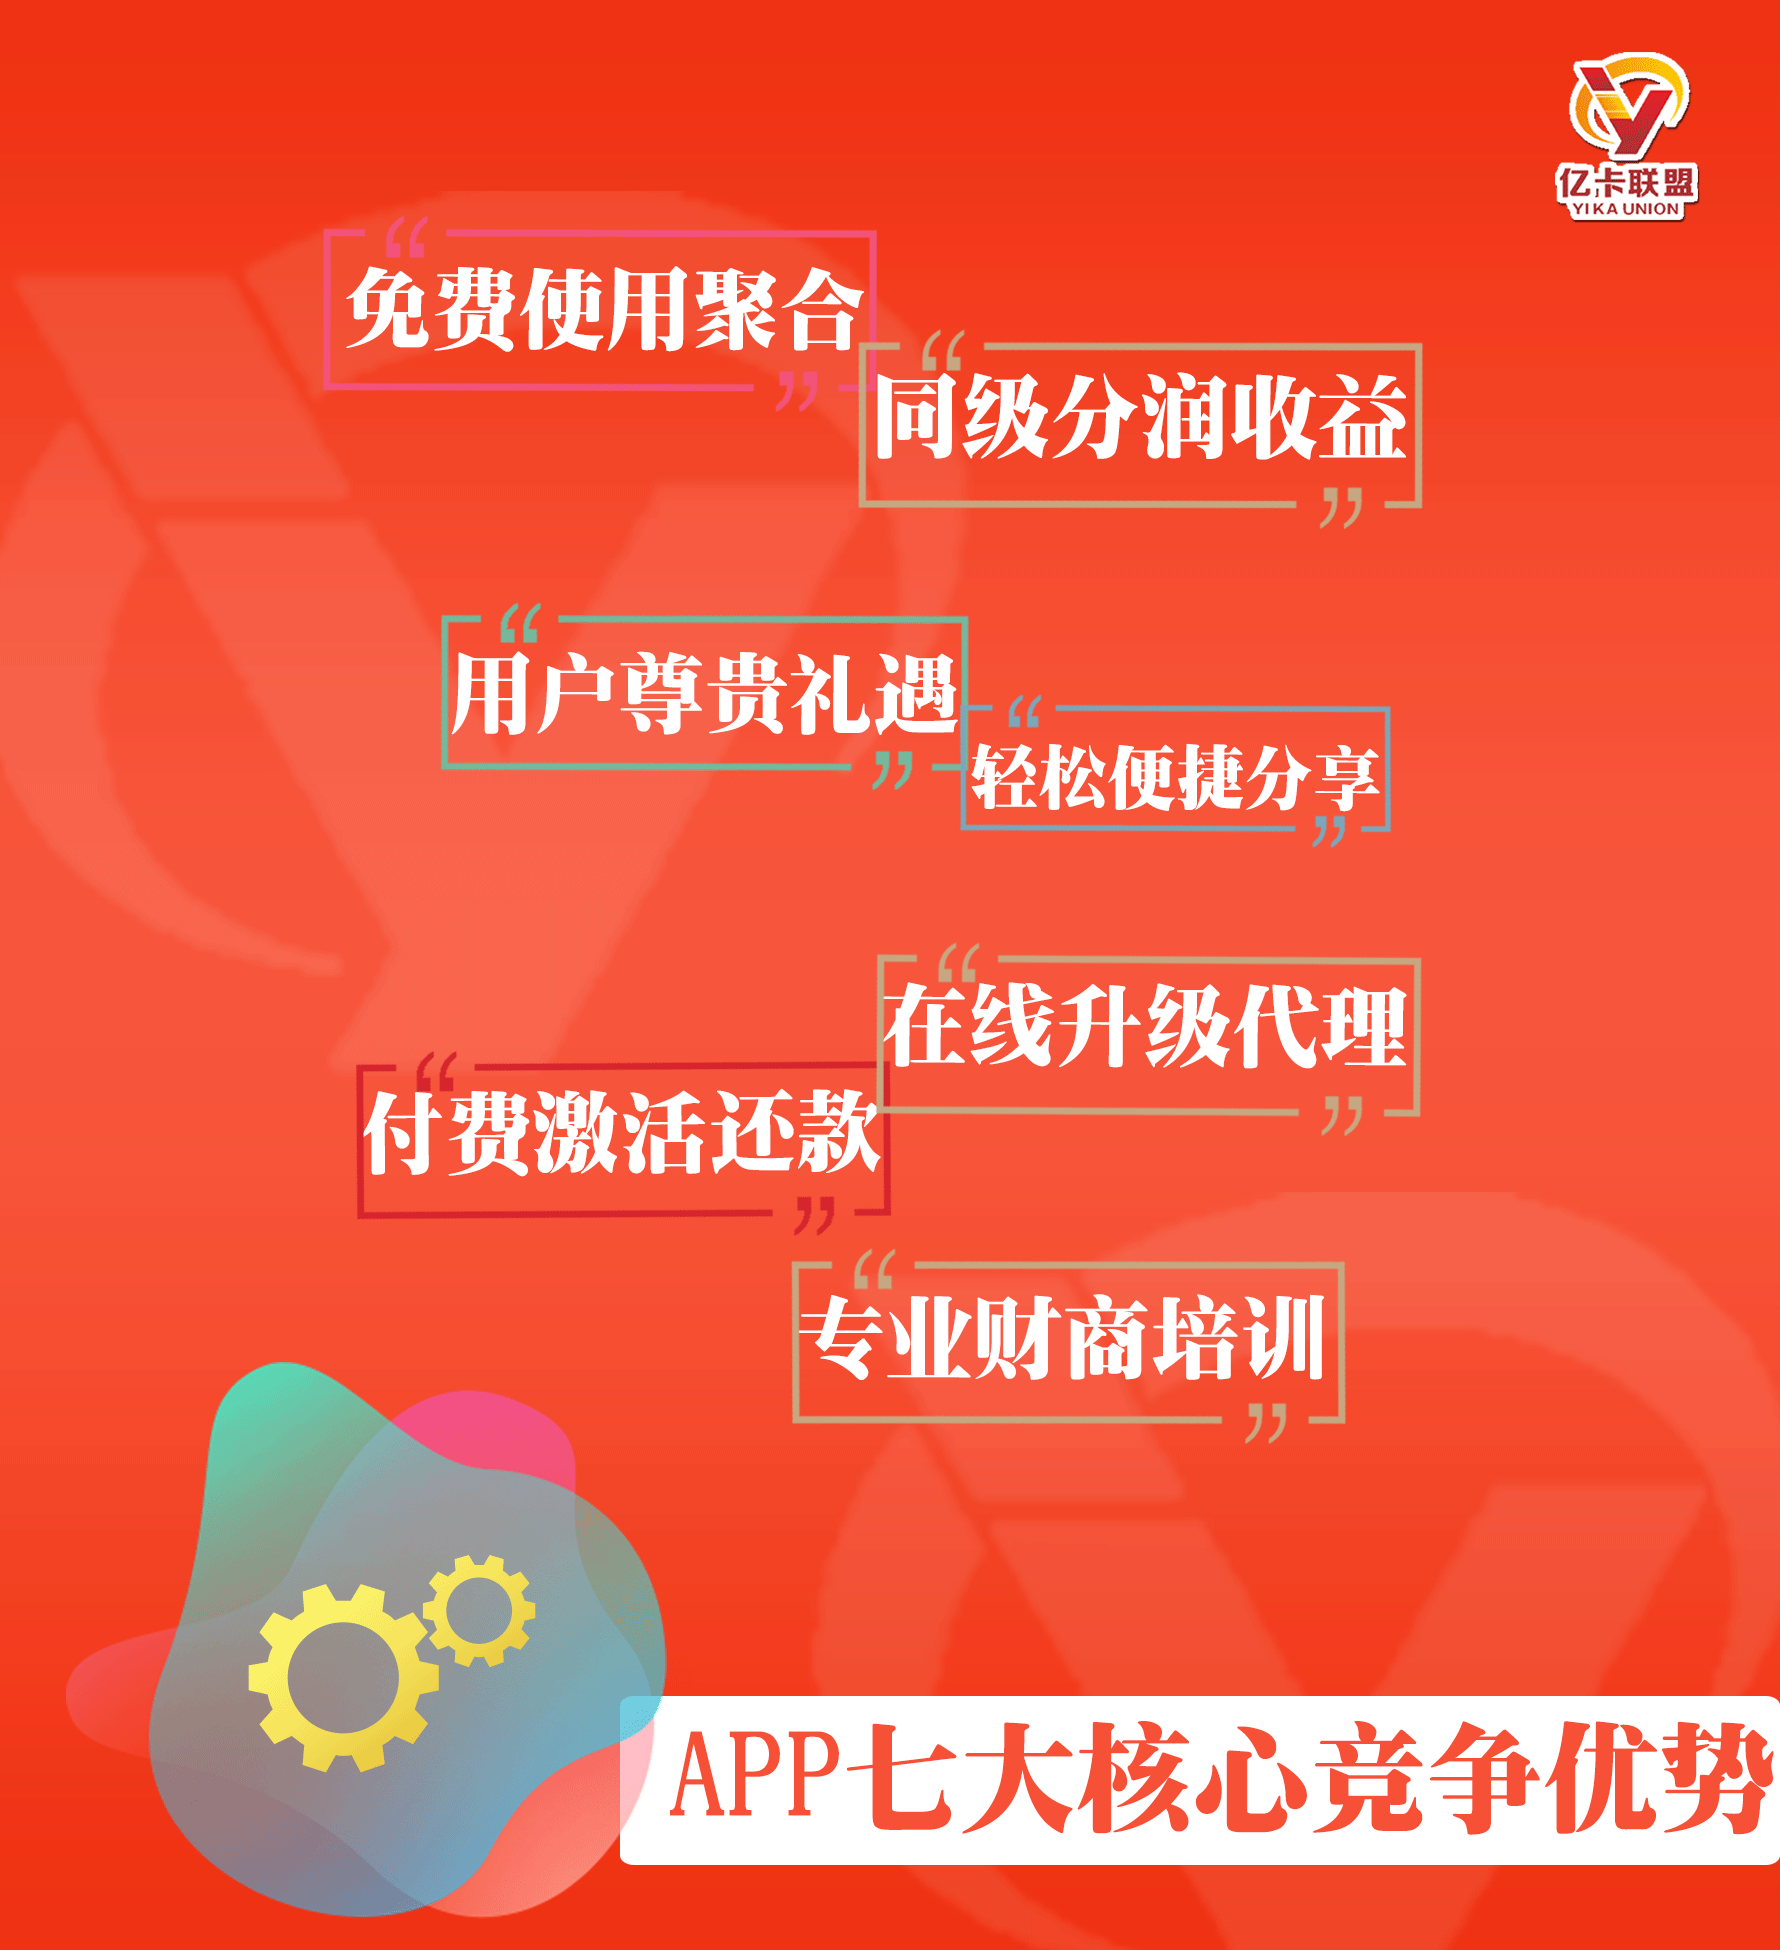 亿卡联盟
YI KA UNION
免费使用聚合
同级分润收益
用户尊贵礼遇
轻松便捷分享
在线升级代理
付费激活还款
专业财商培训
APP七大核心竞争优势